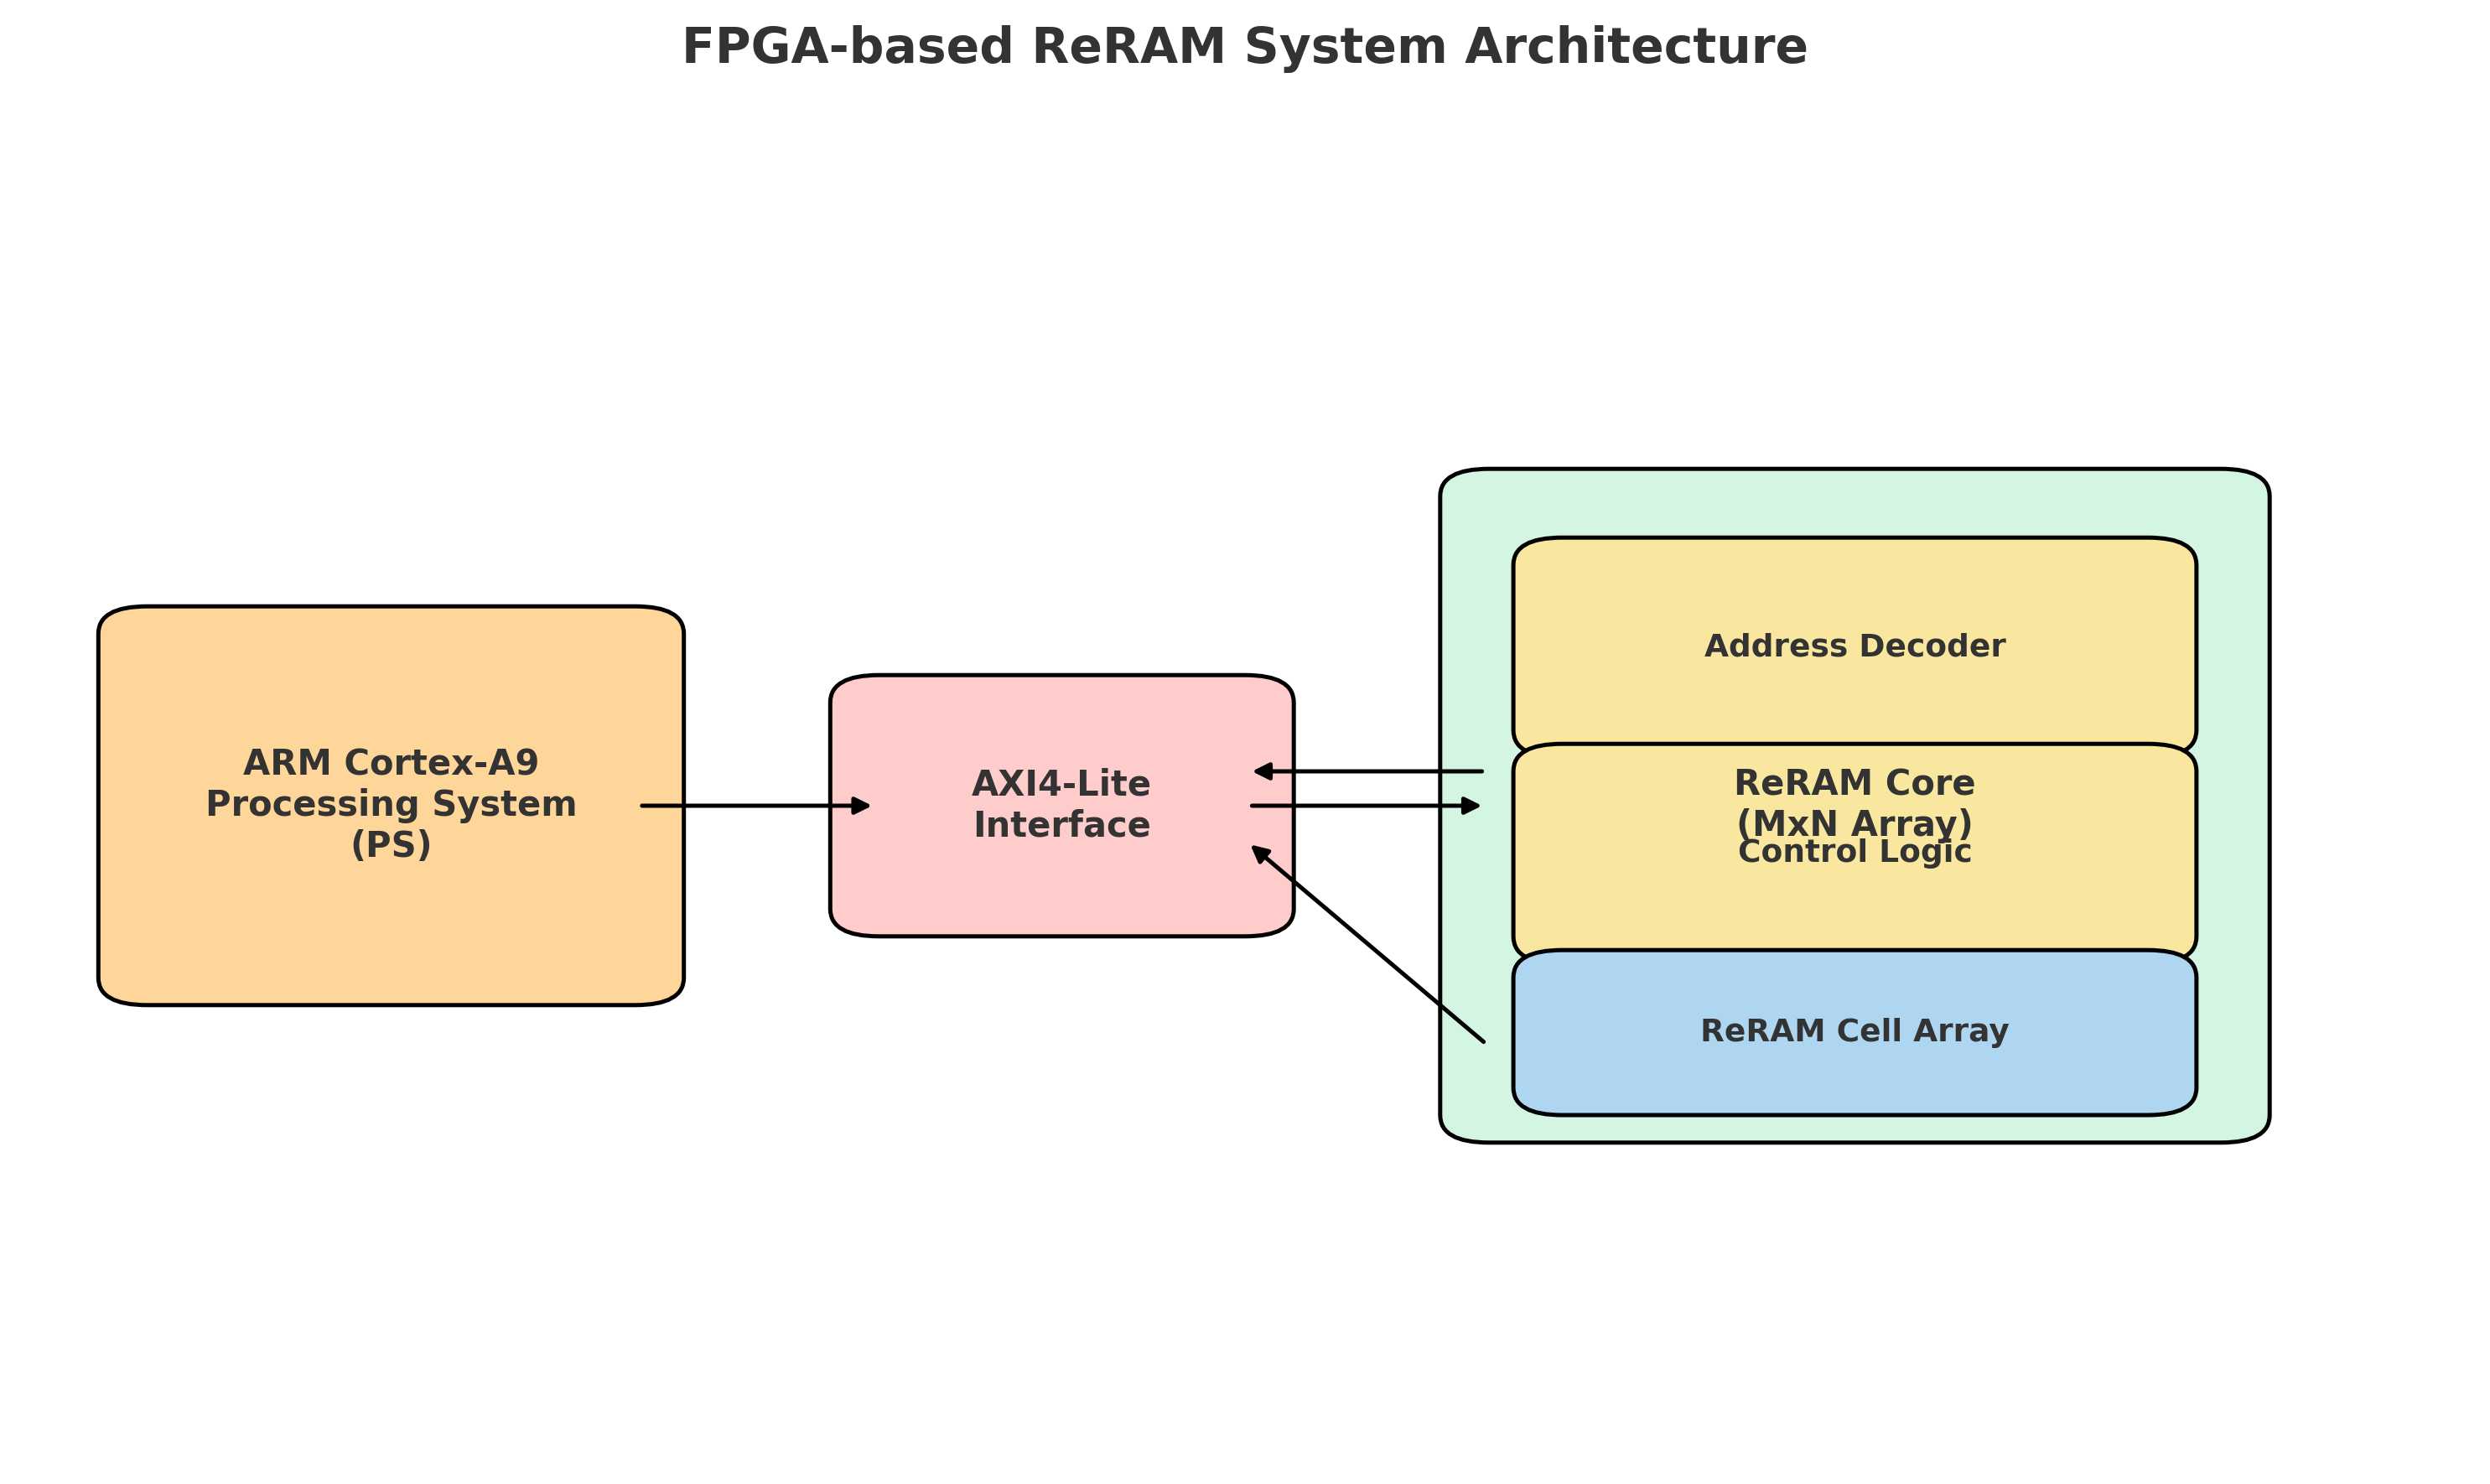 FPGA-based ReRAM System Architecture
ARM Cortex-A9
Processing System
(PS)
AXI4-Lite
Interface
Address Decoder
ReRAM Core
(MxN Array)
Control Logic
ReRAM Cell Array